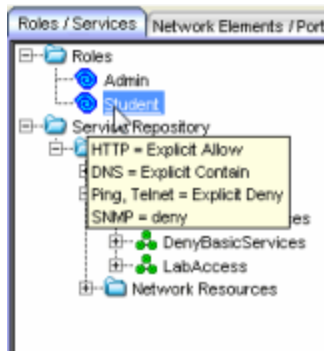 Roles / Services Network Elements / Port
Roles
Admin
Student
Service Repository
HTTP = Explicit Allow
DNS = Explicit Contain
Ping, Telnet = Explicit Deny
SNMP = deny
es
DenyBasicServices
LabAccess
Network Resources